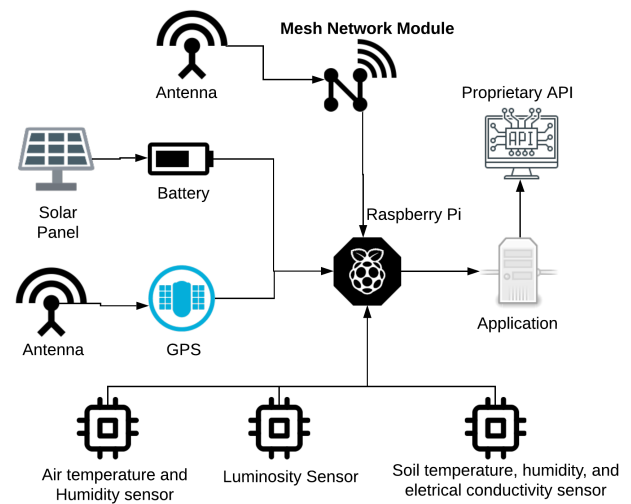 Mesh Network Module
Antenna
Proprietary API
API
Solar
Panel
Battery
Raspberry Pi
Antenna
GPS
Application
Air temperature and
Humidity sensor
Luminosity Sensor
Soil temperature, humidity, and
eletrical conductivity sensor